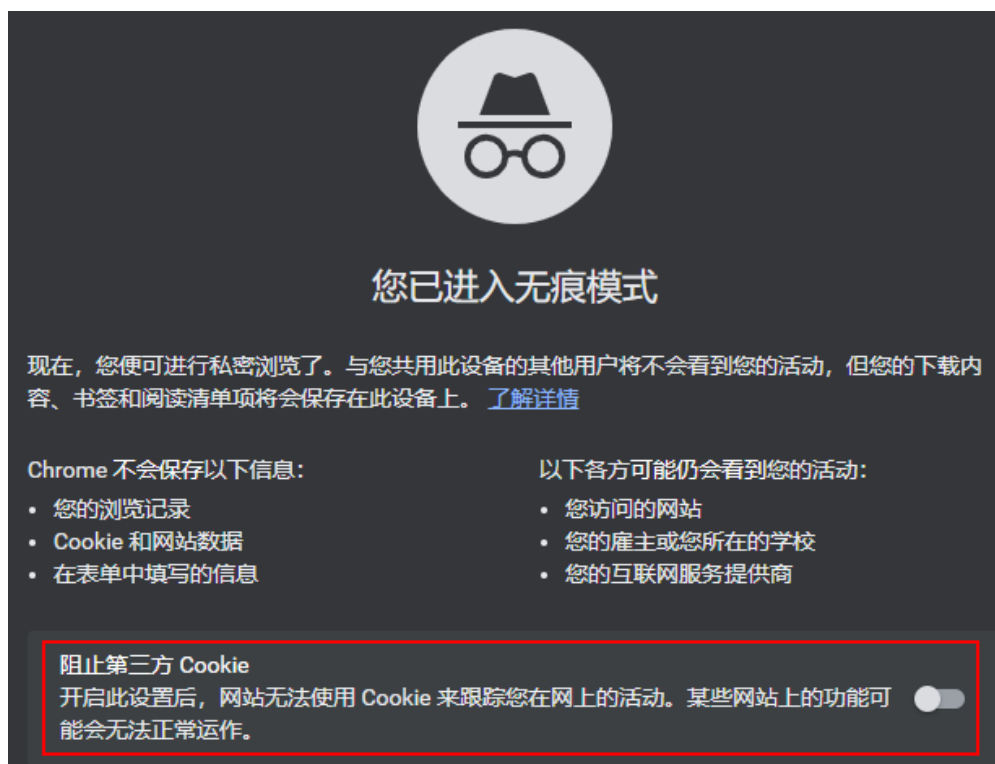 您已进入无痕模式
现在，您便可进行私密浏览了。与您共用此设备的其他用户将不会看到您的活动，但您的下载内
容、书签和阅读清单项将会保存在此设备上。 了解详情
Chrome 不会保存以下信息：
• 您的浏览记录
• Cookie 和网站数据
• 在表单中填写的信息
以下各方可能仍会看到您的活动：
• 您访问的网站
• 您的雇主或您所在的学校
• 您的互联网服务提供商
阻止第三方 Cookie
开启此设置后，网站无法使用 Cookie 来跟踪您在网上的活动。某些网站上的功能可
能会无法正常运作。